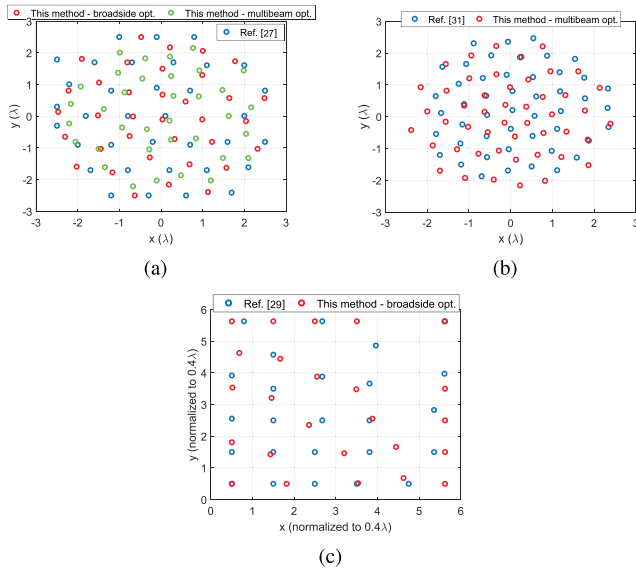 This method - broadside opt. This method - multibeam opt.
Ref. [27]
3
2
1
0
-1
-2
-3
y (λ)
-3 -2 -1 0 1 2 3
x (λ)
(a)
Ref. [31] This method - multibeam opt.
3
2
1
0
-1
-2
-3
y (λ)
-3 -2 -1 0 1 2 3
x (λ)
(b)
Ref. [29] This method - broadside opt.
6
5
4
3
2
1
0
y (normalized to 0.4λ)
0 1 2 3 4 5 6
x (normalized to 0.4λ)
(c)